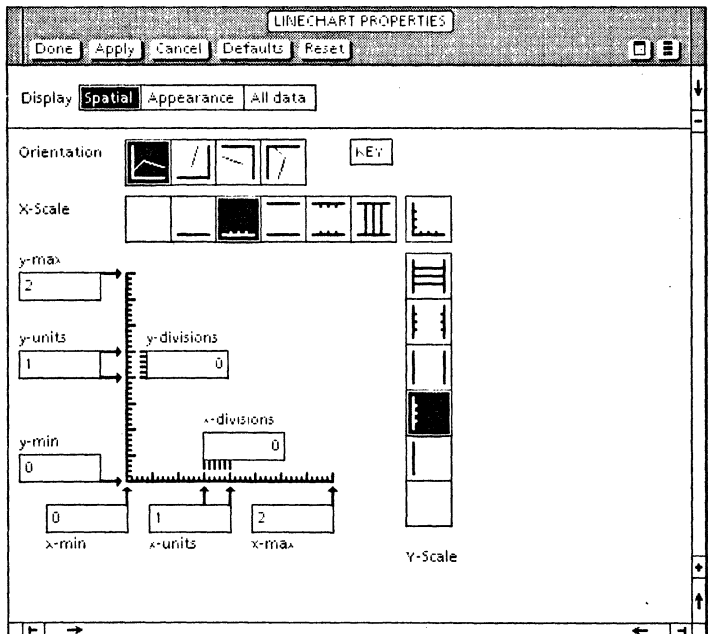 LINECHART PROPERTIES
Done Apply Cancel Defaults Reset
Display Spatial Appearance All data
Orientation KEY
X-Scale
y-max
2
y-units y-divisions
1 0
x-divisions
y-min 0
0
0 1 2
x-min x-units x-max
Y-Scale